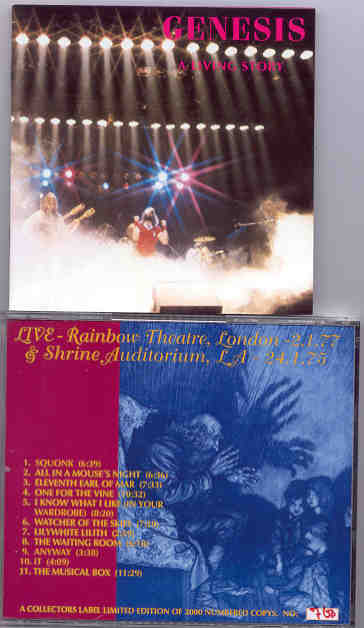 GENESIS
A LIVING STORY
LIVE - Rainbow Theatre, London - 2.1.77
& Shrine Auditorium, LA - 24.1.75
1. SQUONK (6:39)
2. ALL IN A MOUSE'S NIGHT (6:36)
3. ELEVENTH EARL OF MAR (7:33)
4. ONE FOR THE VINE (10:32)
5. I KNOW WHAT I LIKE (IN YOUR
WARDROBE) (8:20)
6. WATCHER OF THE SKIES
7. LILYWHITE LILITH
8. THE WAITING ROOM
9. ANYWAY (3:38)
10. IT (4:09)
11. THE MUSICAL BOX (11:29)
A COLLECTORS LABEL LIMITED EDITION OF 2000 NUMBERED COPYS. NO.